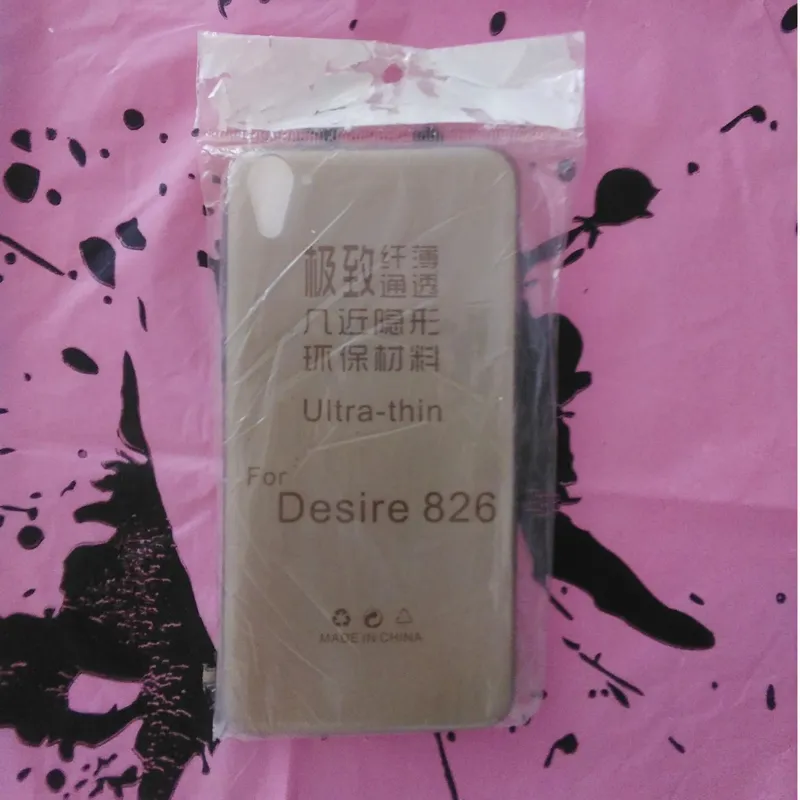 极致纤薄通透
几近隐形
环保材料
Ultra-thin
For
Desire 826
MADE IN CHINA